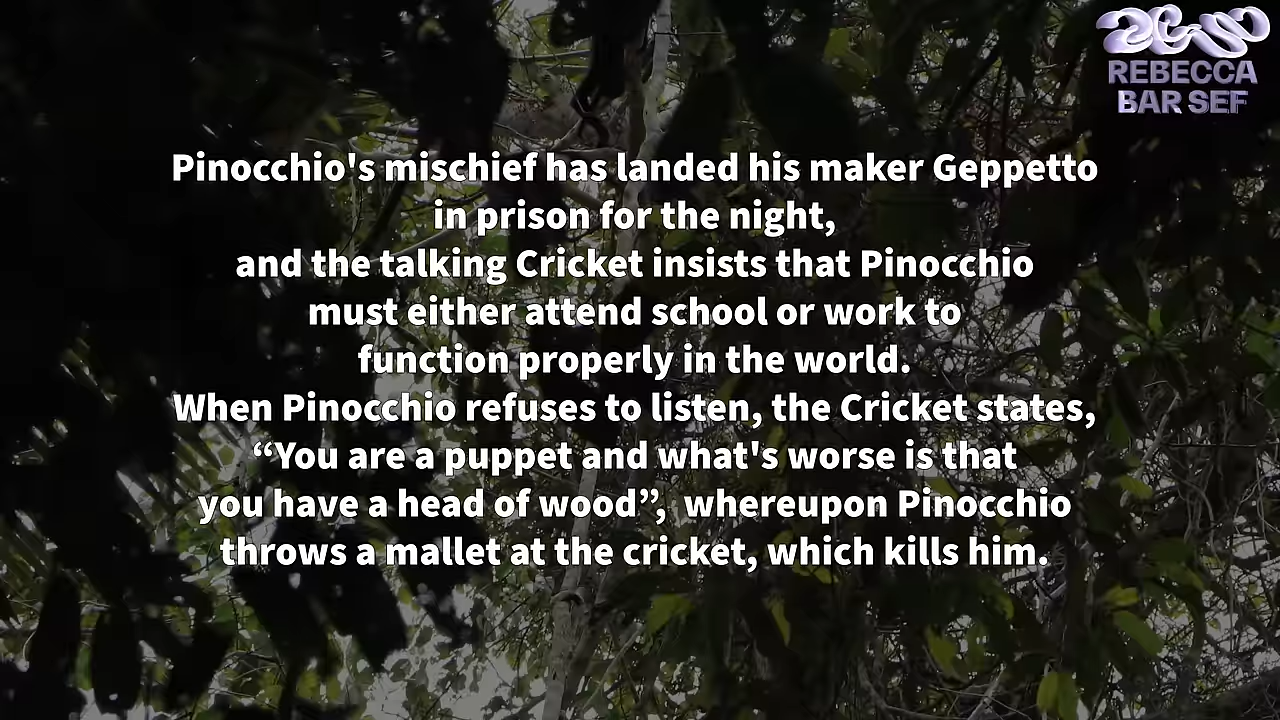 REBECCA
BAR SEF
Pinocchio's mischief has landed his maker Geppetto
in prison for the night,
and the talking Cricket insists that Pinocchio
must either attend school or work to
function properly in the world.
When Pinocchio refuses to listen, the Cricket states,
“You are a puppet and what's worse is that
you have a head of wood”,  whereupon Pinocchio
throws a mallet at the cricket, which kills him.